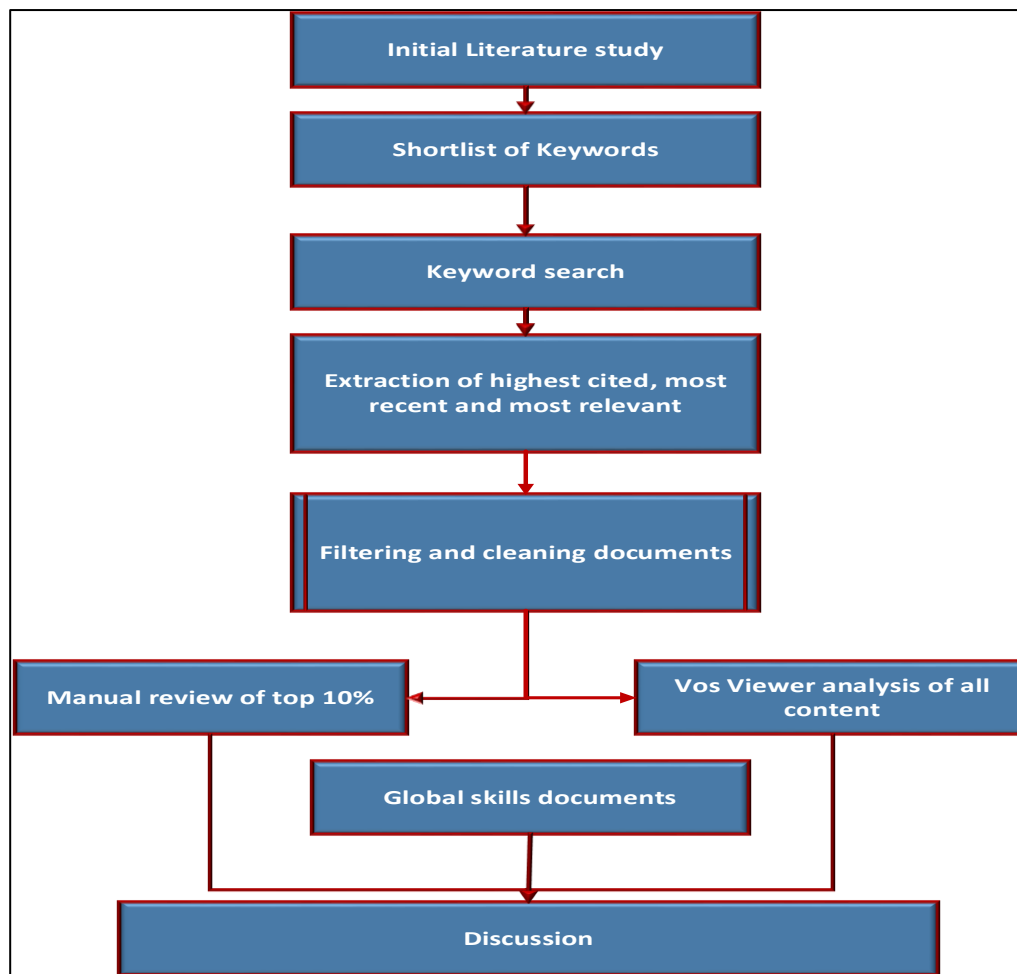 Initial Literature study
Shortlist of Keywords
Keyword search
Extraction of highest cited, most
recent and most relevant
Filtering and cleaning documents
Manual review of top 10%
Vos Viewer analysis of all
content
Global skills documents
Discussion